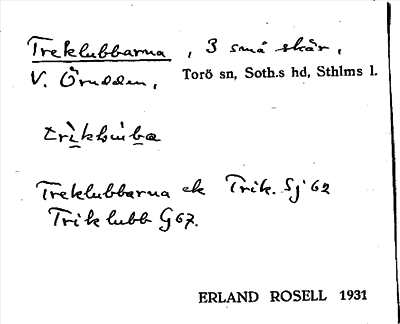 Treklubbarna, 3 små skär,
V. Örudden, Torö sn, Soth.s hd, Sthlms l.
Treklubbarna ek Trik. Sj 62
Triklubb G 67.
ERLAND ROSELL 1931